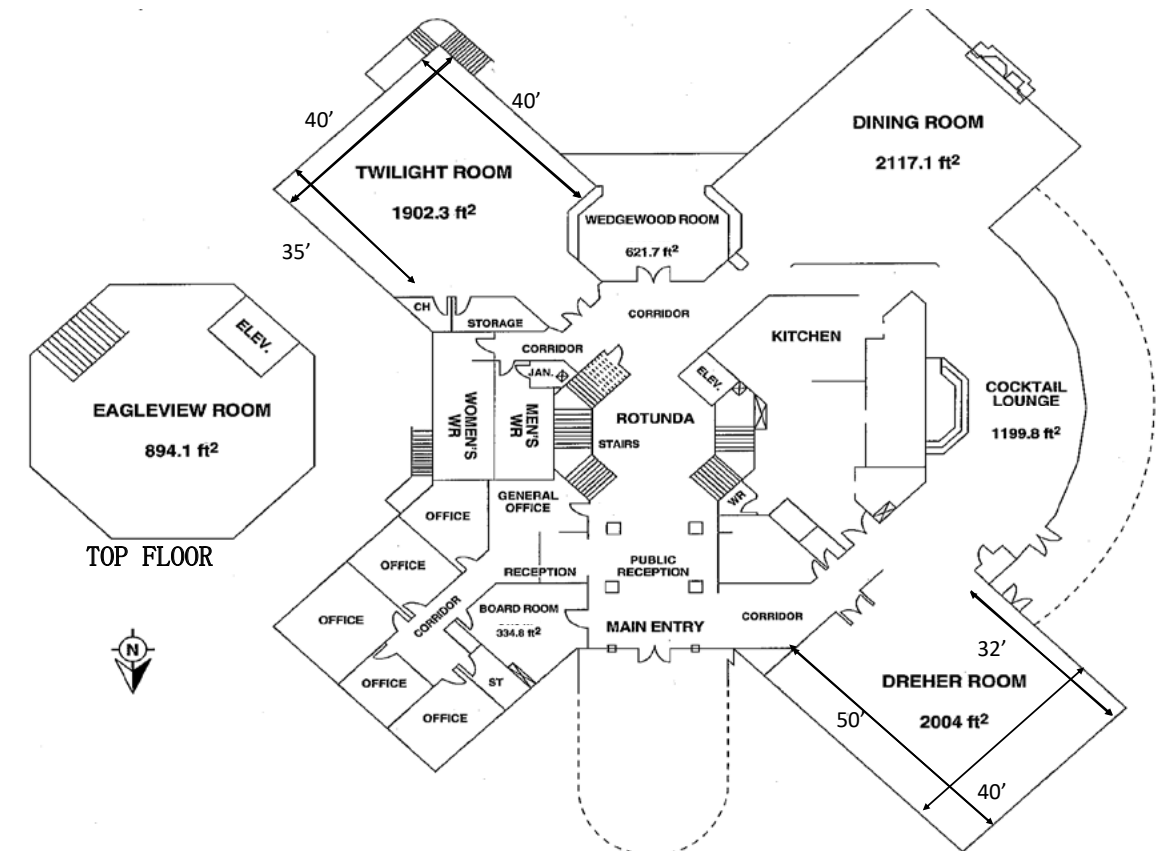 40'
40'
DINING ROOM
2117.1 ft²
TWILIGHT ROOM
1902.3 ft²
WEDGEWOOD ROOM
621.7 ft²
35'
CH
STORAGE
CORRIDOR
CORRIDOR
KITCHEN
ELEV.
JAN.
ELEV.
EAGLEVIEW ROOM
894.1 ft²
WOMEN'S
WR
MEN'S
WR
ROTUNDA
STAIRS
COCKTAIL
LOUNGE
1199.8 ft²
GENERAL
OFFICE
WR
OFFICE
TOP FLOOR
OFFICE
RECEPTION
PUBLIC
RECEPTION
OFFICE
CORRIDOR
BOARD ROOM
334.8 ft²
MAIN ENTRY
CORRIDOR
N
32'
OFFICE
ST
DREHER ROOM
2004 ft²
50'
OFFICE
40'